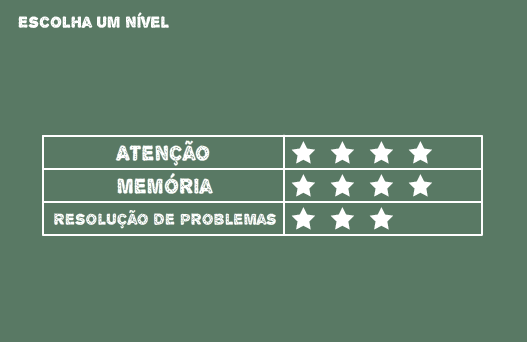 ESCOLHA UM NÍVEL
ATENÇÃO
MEMÓRIA
RESOLUÇÃO DE PROBLEMAS